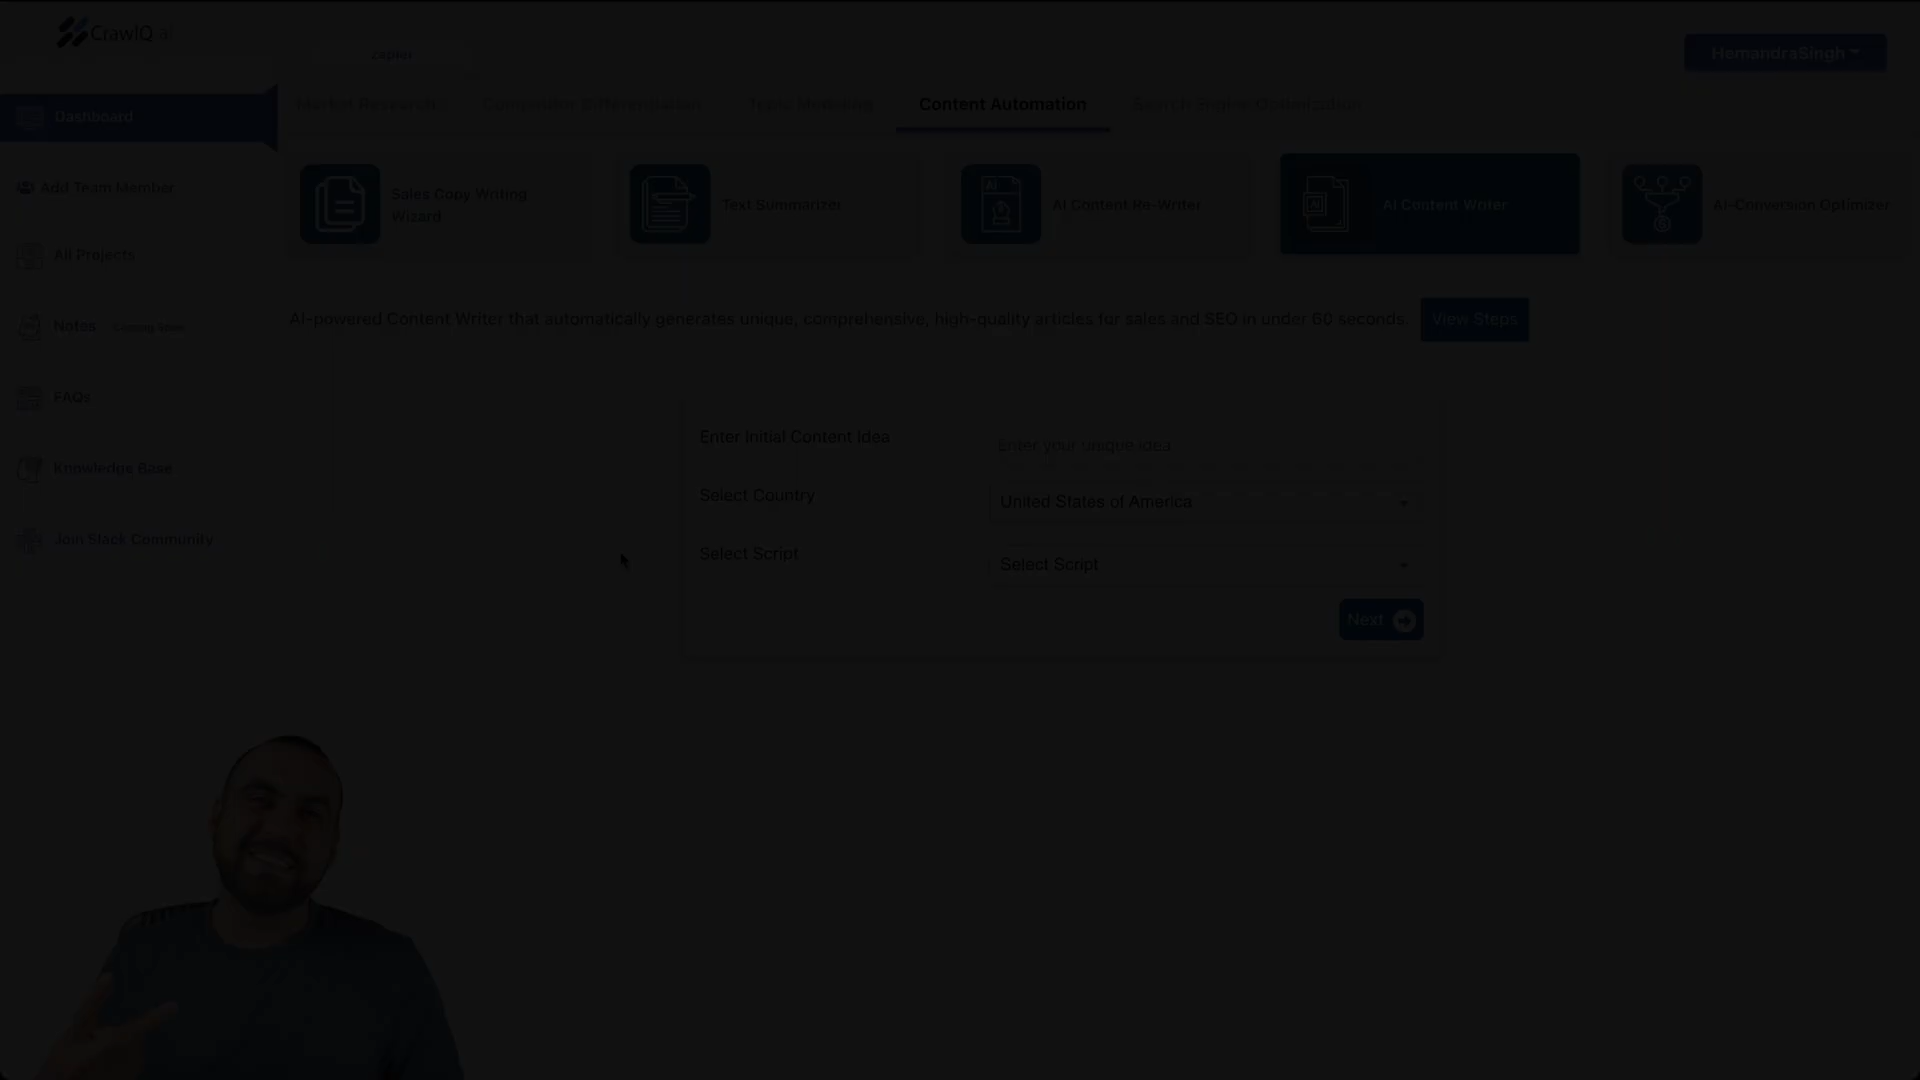 CrawlQ.ai
HemandraSingh
Market Research
Competitor Differentiation
Topic Modeling
Content Automation
Search Engine Optimization
Dashboard
Sales Copy Writing
Wizard
Text Summarizer
AI Content Re-Writer
AI Content Writer
AI-Conversion Optimizer
Add Team Member
All Projects
Notes Coming Soon
FAQs
Knowledge Base
Join Slack Community
AI-powered Content Writer that automatically generates unique, comprehensive, high-quality articles for sales and SEO in under 60 seconds.
View Steps
Enter Initial Content Idea
Enter your unique idea
Select Country
United States of America
Select Script
Select Script
Next